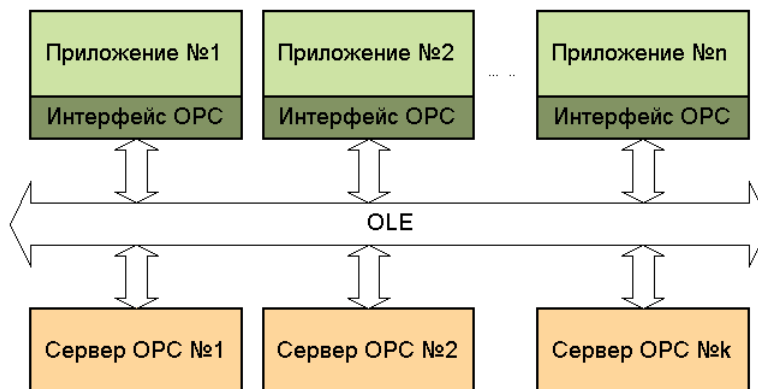 Приложение №1
Приложение №2
... ..
Приложение №n
Интерфейс OPC
Интерфейс OPC
Интерфейс OPC
OLE
Сервер OPC №1
Сервер OPC №2
Сервер OPC №k